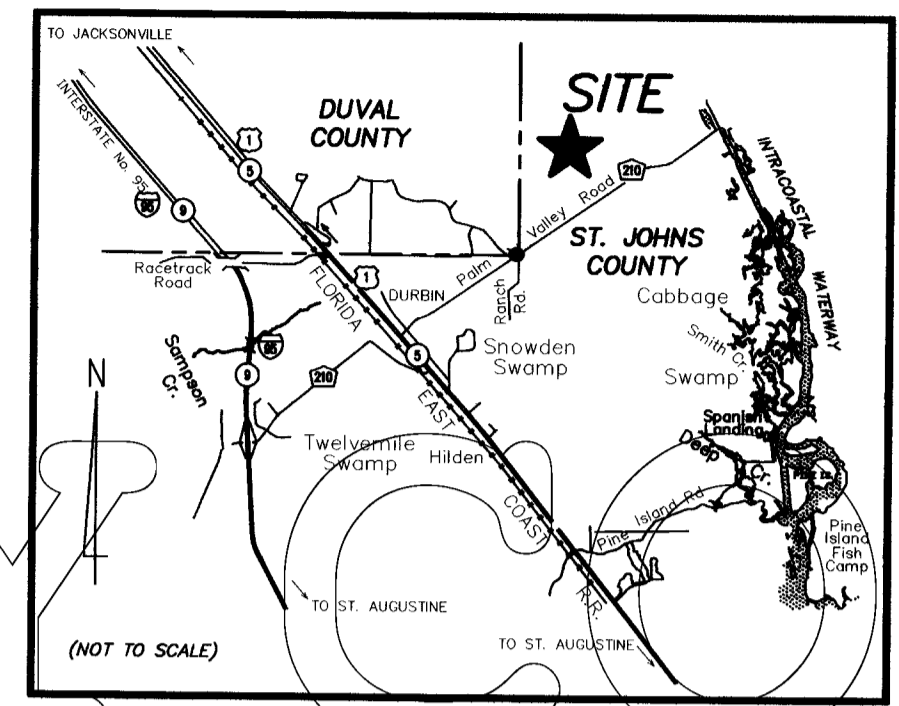 TO JACKSONVILLE
INTERSTATE No. 95
95
9
1
5
DUVAL
COUNTY
SITE
210
Palm Valley Road
INTRACOASTAL
WATERWAY
ST. JOHNS
COUNTY
Racetrack
Road
1
DURBIN
Ranch
Rd.
Cabbage
Smith Cr.
Swamp
FLORIDA
EAST
COAST
R.R.
95
9
Sampson
Cr.
210
5
Snowden
Swamp
N
Twelvemile
Swamp
Hilden
Spanish
Landing
Deep
Cr.
Pine Island Rd
Pine
Island
Fish
Camp
TO ST. AUGUSTINE
TO ST. AUGUSTINE
(NOT TO SCALE)